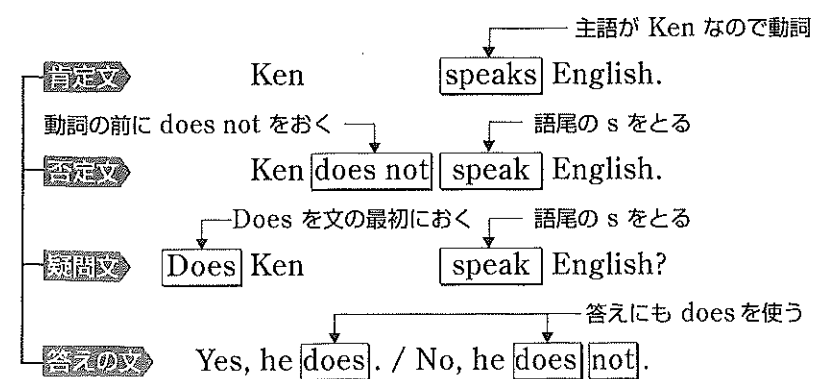 主語が Ken なので動詞
肯定文 Ken speaks English.
動詞の前に does not をおく 語尾の s をとる
否定文 Ken does not speak English.
Does を文の最初におく 語尾の s をとる
疑問文 Does Ken speak English?
答えにも does を使う
答えの文 Yes, he does. / No, he does not.